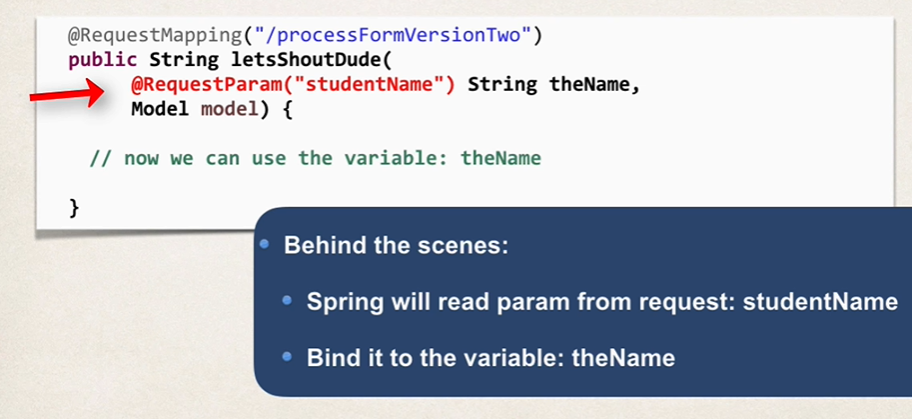 @RequestMapping("/processFormVersionTwo")
public String letsShoutDude(
@RequestParam("studentName") String theName,
Model model) {
// now we can use the variable: theName
}
• Behind the scenes:
• Spring will read param from request: studentName
• Bind it to the variable: theName